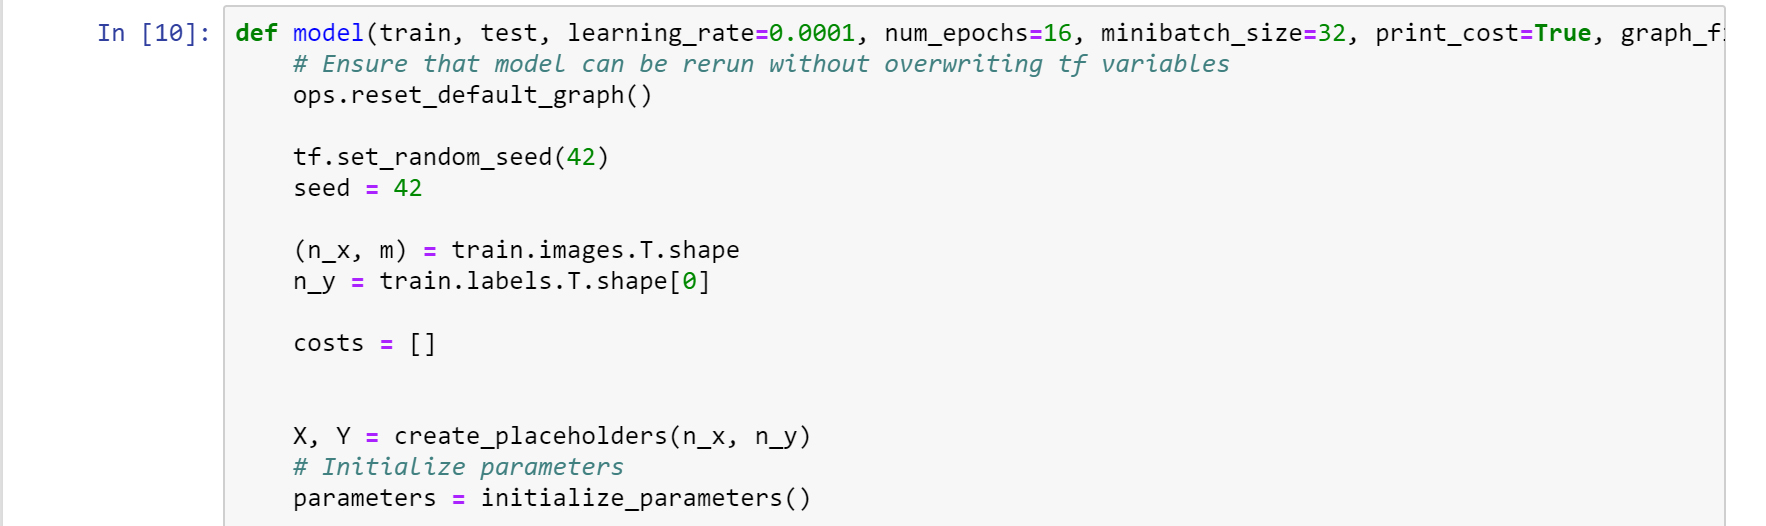 In [10]: def model(train, test, learning_rate=0.0001, num_epochs=16, minibatch_size=32, print_cost=True,
# Ensure that model can be rerun without overwriting tf variables
ops.reset_default_graph()
tf.set_random_seed(42)
seed = 42
(n_x, m) = train.images.T.shape
n_y = train.labels.T.shape[0]
costs = []
X, Y = create_placeholders(n_x, n_y)
# Initialize parameters
parameters = initialize_parameters()